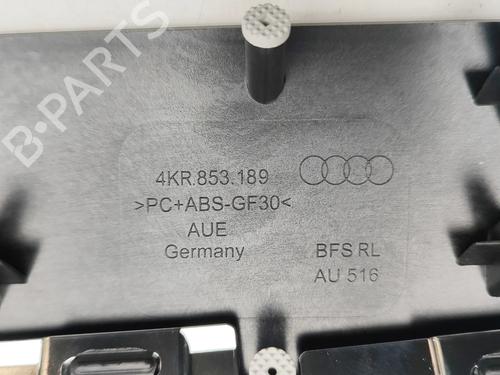 B-PARTS
4KR.853.189
>PC+ABS-GF30<
AUE
Germany
BFS RL
AU 516